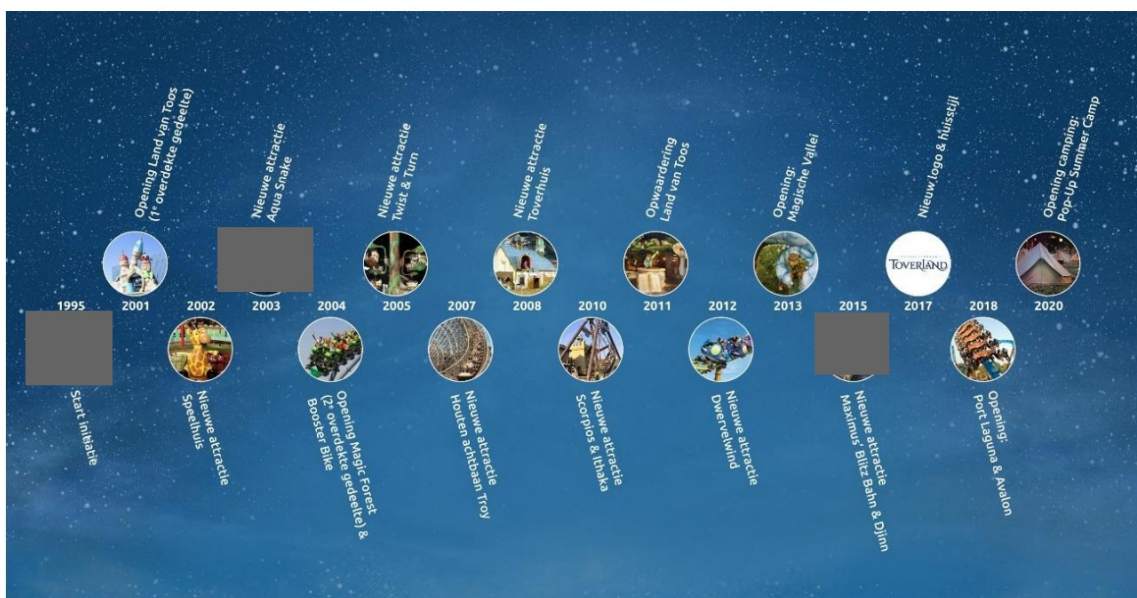 1995
Start initiatie
2001
Opening Land van Toos
(1e overdekte gedeelte)
2002
Nieuwe attractie
Speelhuis
2003
Nieuwe attractie
Aqua Snake
2004
Opening Magic Forest
(2e overdekte gedeelte) &
Booster Bike
2005
Nieuwe attractie
Twist & Turn
2007
Nieuwe attractie
Houten achtbaan Troy
2008
Nieuwe attractie
Toverhuis
2010
Nieuwe attractie
Scorpios & Ithaka
2011
Opwaardering
Land van Toos
2012
Nieuwe attractie
Dwervelwind
2013
Opening:
Magische Vallei
2015
Nieuwe attractie
Maximus' Blitz Bahn & Djinn
2017
Nieuw logo & huisstijl
TOVERLAND
2018
Opening:
Port Laguna & Avalon
2020
Opening camping:
Pop-Up Summer Camp